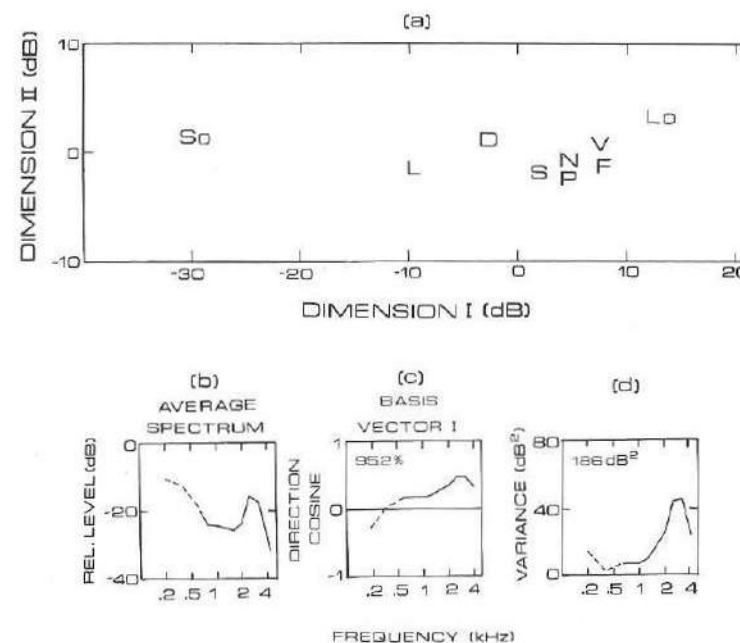 (a)
DIMENSION II (dB)
10
0
-10
So
L
D
S
N
P
V
F
Lo
-30
-20
-10
0
10
20
DIMENSION I (dB)
(b)
AVERAGE
SPECTRUM
REL. LEVEL (dB)
0
-20
-40
.2 .5 1 2 4
(c)
BASIS
VECTOR I
DIRECTION
COSINE
1
0
-1
95.2%
.2 .5 1 2 4
(d)
VARIANCE (dB²)
80
40
0
186dB²
.2 .5 1 2 4
FREQUENCY (kHz)